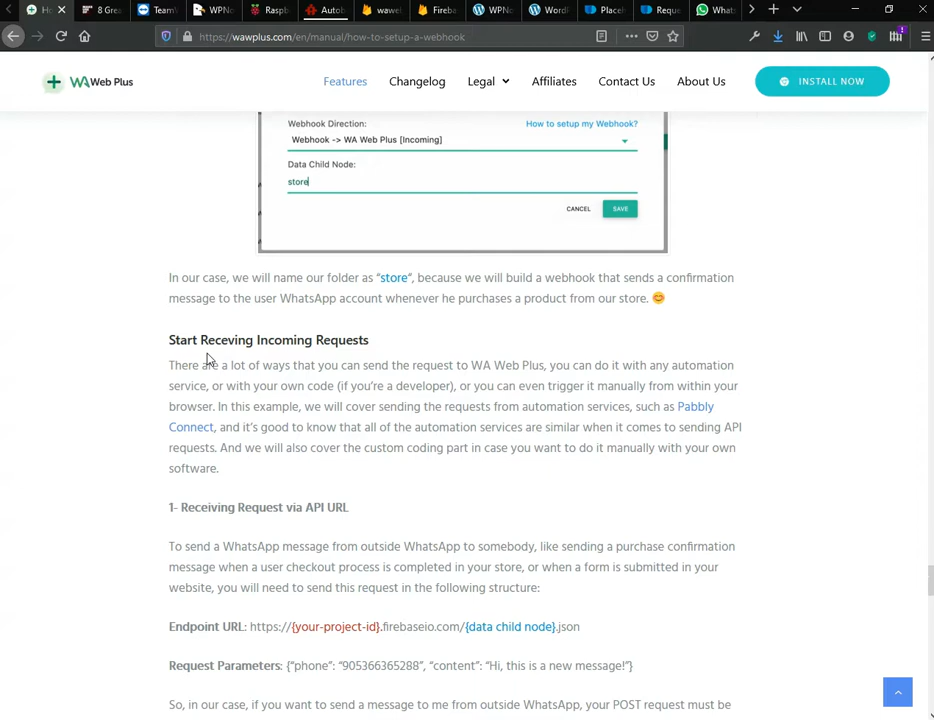 8 Grea
Team
WPNo
Raspb
Autob
wawel
Fireba
WPNo
Word
Placeh
Reque
Whats
https://wawplus.com/en/manual/how-to-setup-a-webhook
WA Web Plus
Features
Changelog
Legal
Affiliates
Contact Us
About Us
INSTALL NOW
Webhook Direction:
How to setup my Webhook?
Webhook -> WA Web Plus [Incoming]
Data Child Node:
store
CANCEL
SAVE
In our case, we will name our folder as “store“, because we will build a webhook that sends a confirmation
message to the user WhatsApp account whenever he purchases a product from our store. 😊
Start Receving Incoming Requests
There are a lot of ways that you can send the request to WA Web Plus, you can do it with any automation
service, or with your own code (if you’re a developer), or you can even trigger it manually from within your
browser. In this example, we will cover sending the requests from automation services, such as Pabbly
Connect, and it’s good to know that all of the automation services are similar when it comes to sending API
requests. And we will also cover the custom coding part in case you want to do it manually with your own
software.
1- Receiving Request via API URL
To send a WhatsApp message from outside WhatsApp to somebody, like sending a purchase confirmation
message when a user checkout process is completed in your store, or when a form is submitted in your
website, you will need to send this request in the following structure:
Endpoint URL: https://{your-project-id}.firebaseio.com/{data child node}.json
Request Parameters: {“phone”: “905366365288”, “content”: “Hi, this is a new message!”}
So, in our case, if you want to send a message to me from outside WhatsApp, your POST request must be